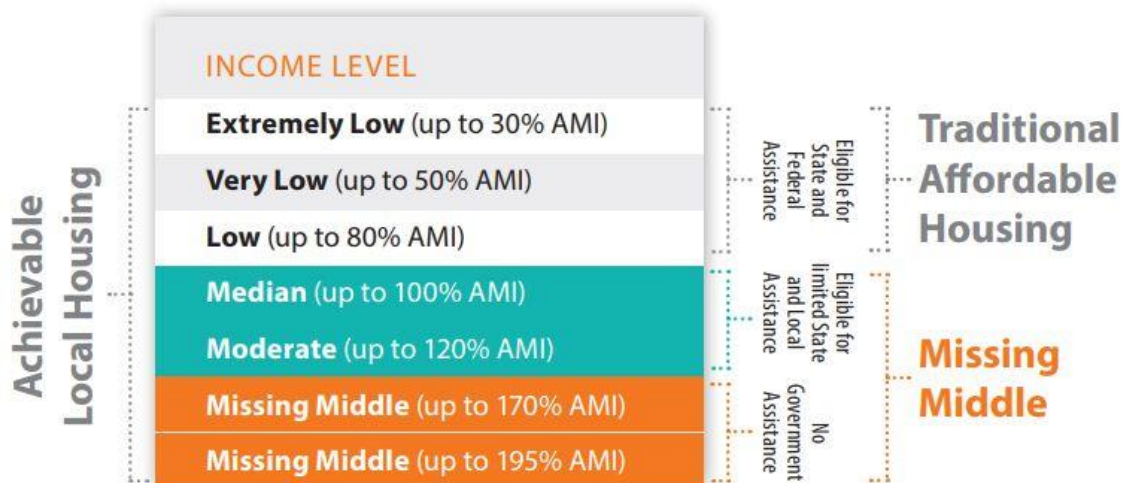 Achievable
Local Housing
INCOME LEVEL
Extremely Low (up to 30% AMI)
Very Low (up to 50% AMI)
Low (up to 80% AMI)
Median (up to 100% AMI)
Moderate (up to 120% AMI)
Missing Middle (up to 170% AMI)
Missing Middle (up to 195% AMI)
Eligible for
State and
Federal
Assistance
Eligible for
limited State
and Local
Assistance
No
Government
Assistance
Traditional
Affordable
Housing
Missing
Middle